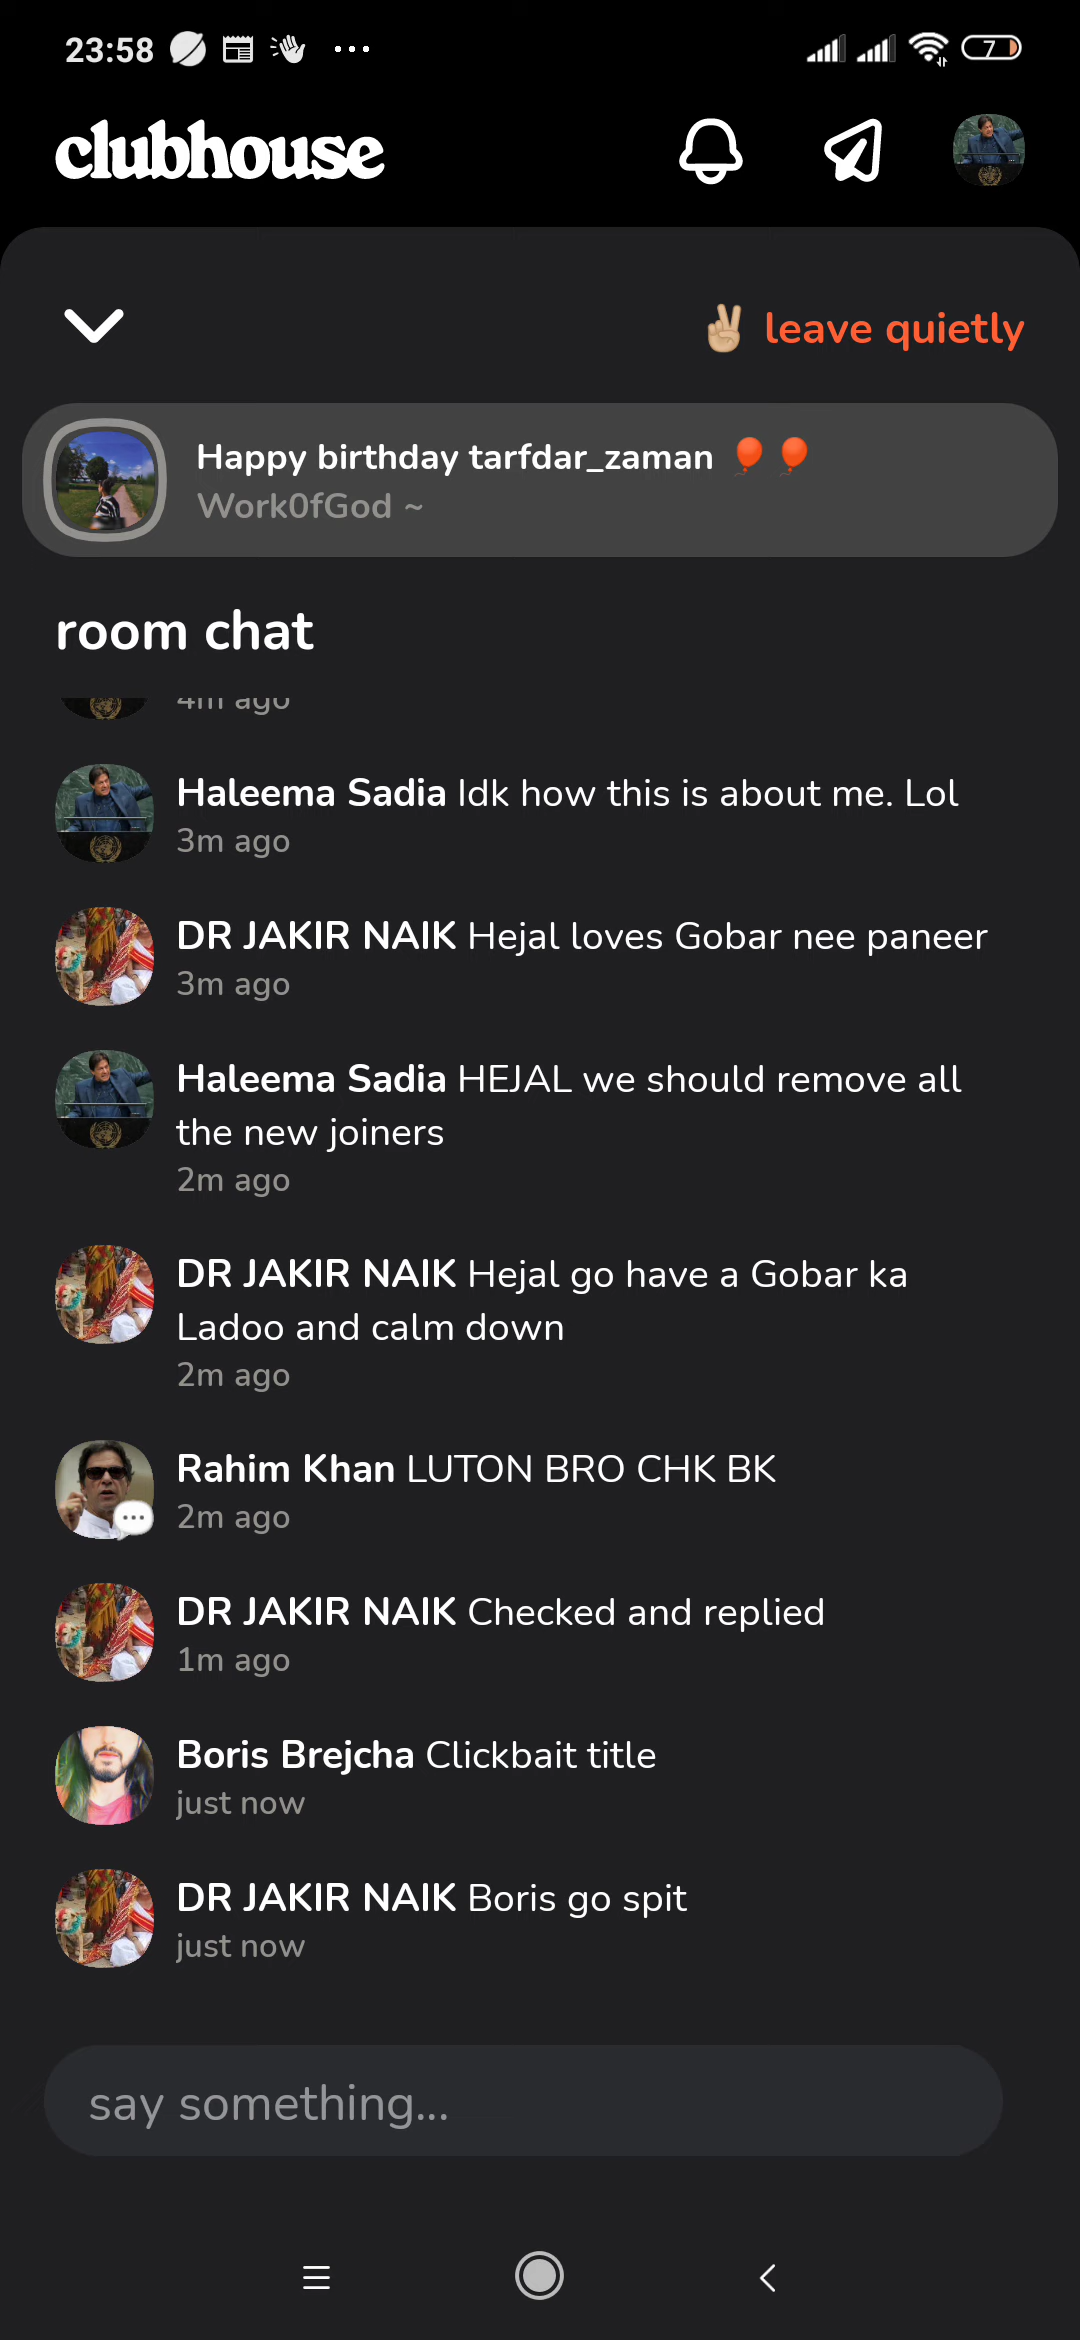 23:58
7
clubhouse
✌🏼 leave quietly
Happy birthday tarfdar_zaman 🎈🎈
Work0fGod ~
room chat
4m ago
Haleema Sadia Idk how this is about me. Lol
3m ago
DR JAKIR NAIK Hejal loves Gobar nee paneer
3m ago
Haleema Sadia HEJAL we should remove all
the new joiners
2m ago
DR JAKIR NAIK Hejal go have a Gobar ka
Ladoo and calm down
2m ago
Rahim Khan LUTON BRO CHK BK
2m ago
DR JAKIR NAIK Checked and replied
1m ago
Boris Brejcha Clickbait title
just now
DR JAKIR NAIK Boris go spit
just now
say something...